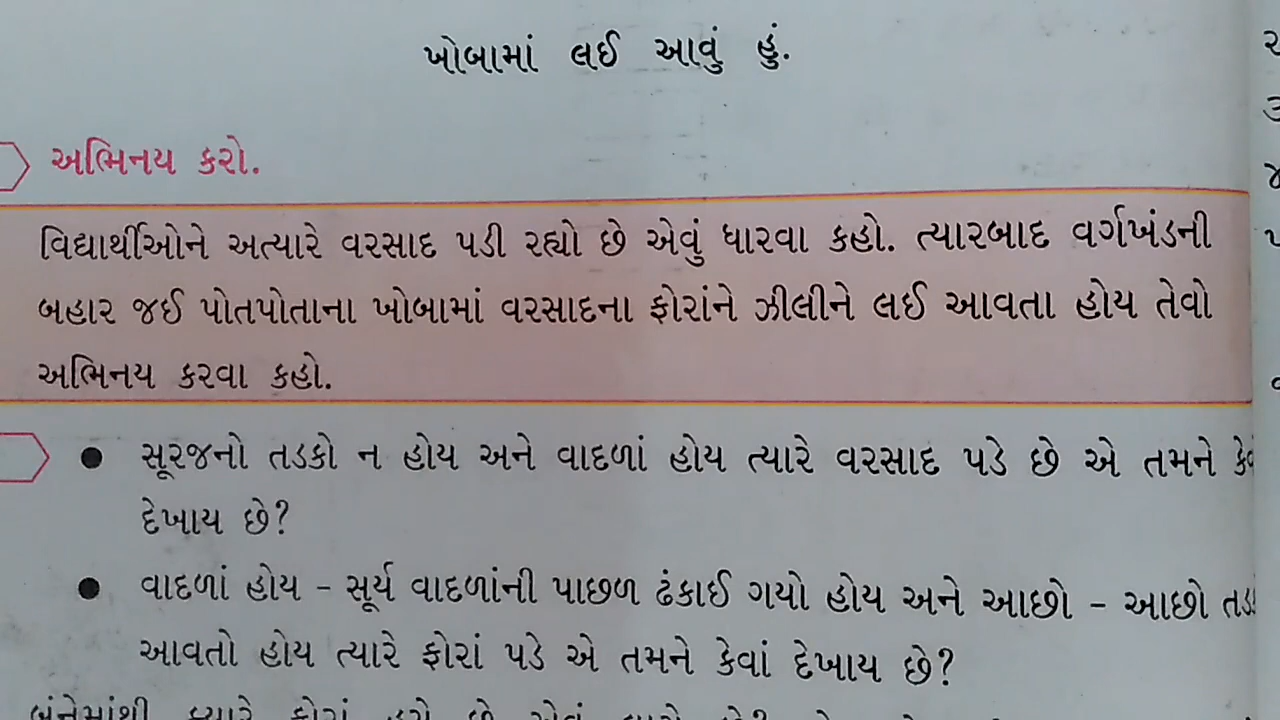 ખોબામાં લઈ આવું હું.
અભિનય કરો.
વિદ્યાર્થીઓને અત્યારે વરસાદ પડી રહ્યો છે એવું ધારવા કહો. ત્યારબાદ વર્ગખંડની
બહાર જઈ પોતપોતાના ખોબામાં વરસાદના ફોરાંને ઝીલીને લઈ આવતા હોય તેવો
અભિનય કરવા કહો.
● સૂરજનો તડકો ન હોય અને વાદળાં હોય ત્યારે વરસાદ પડે છે એ તમને
દેખાય છે?
● વાદળાં હોય – સૂર્ય વાદળાંની પાછળ ઢંકાઈ ગયો હોય અને આછો – આછો
આવતો હોય ત્યારે ફોરાં પડે એ તમને કેવાં દેખાય છે?